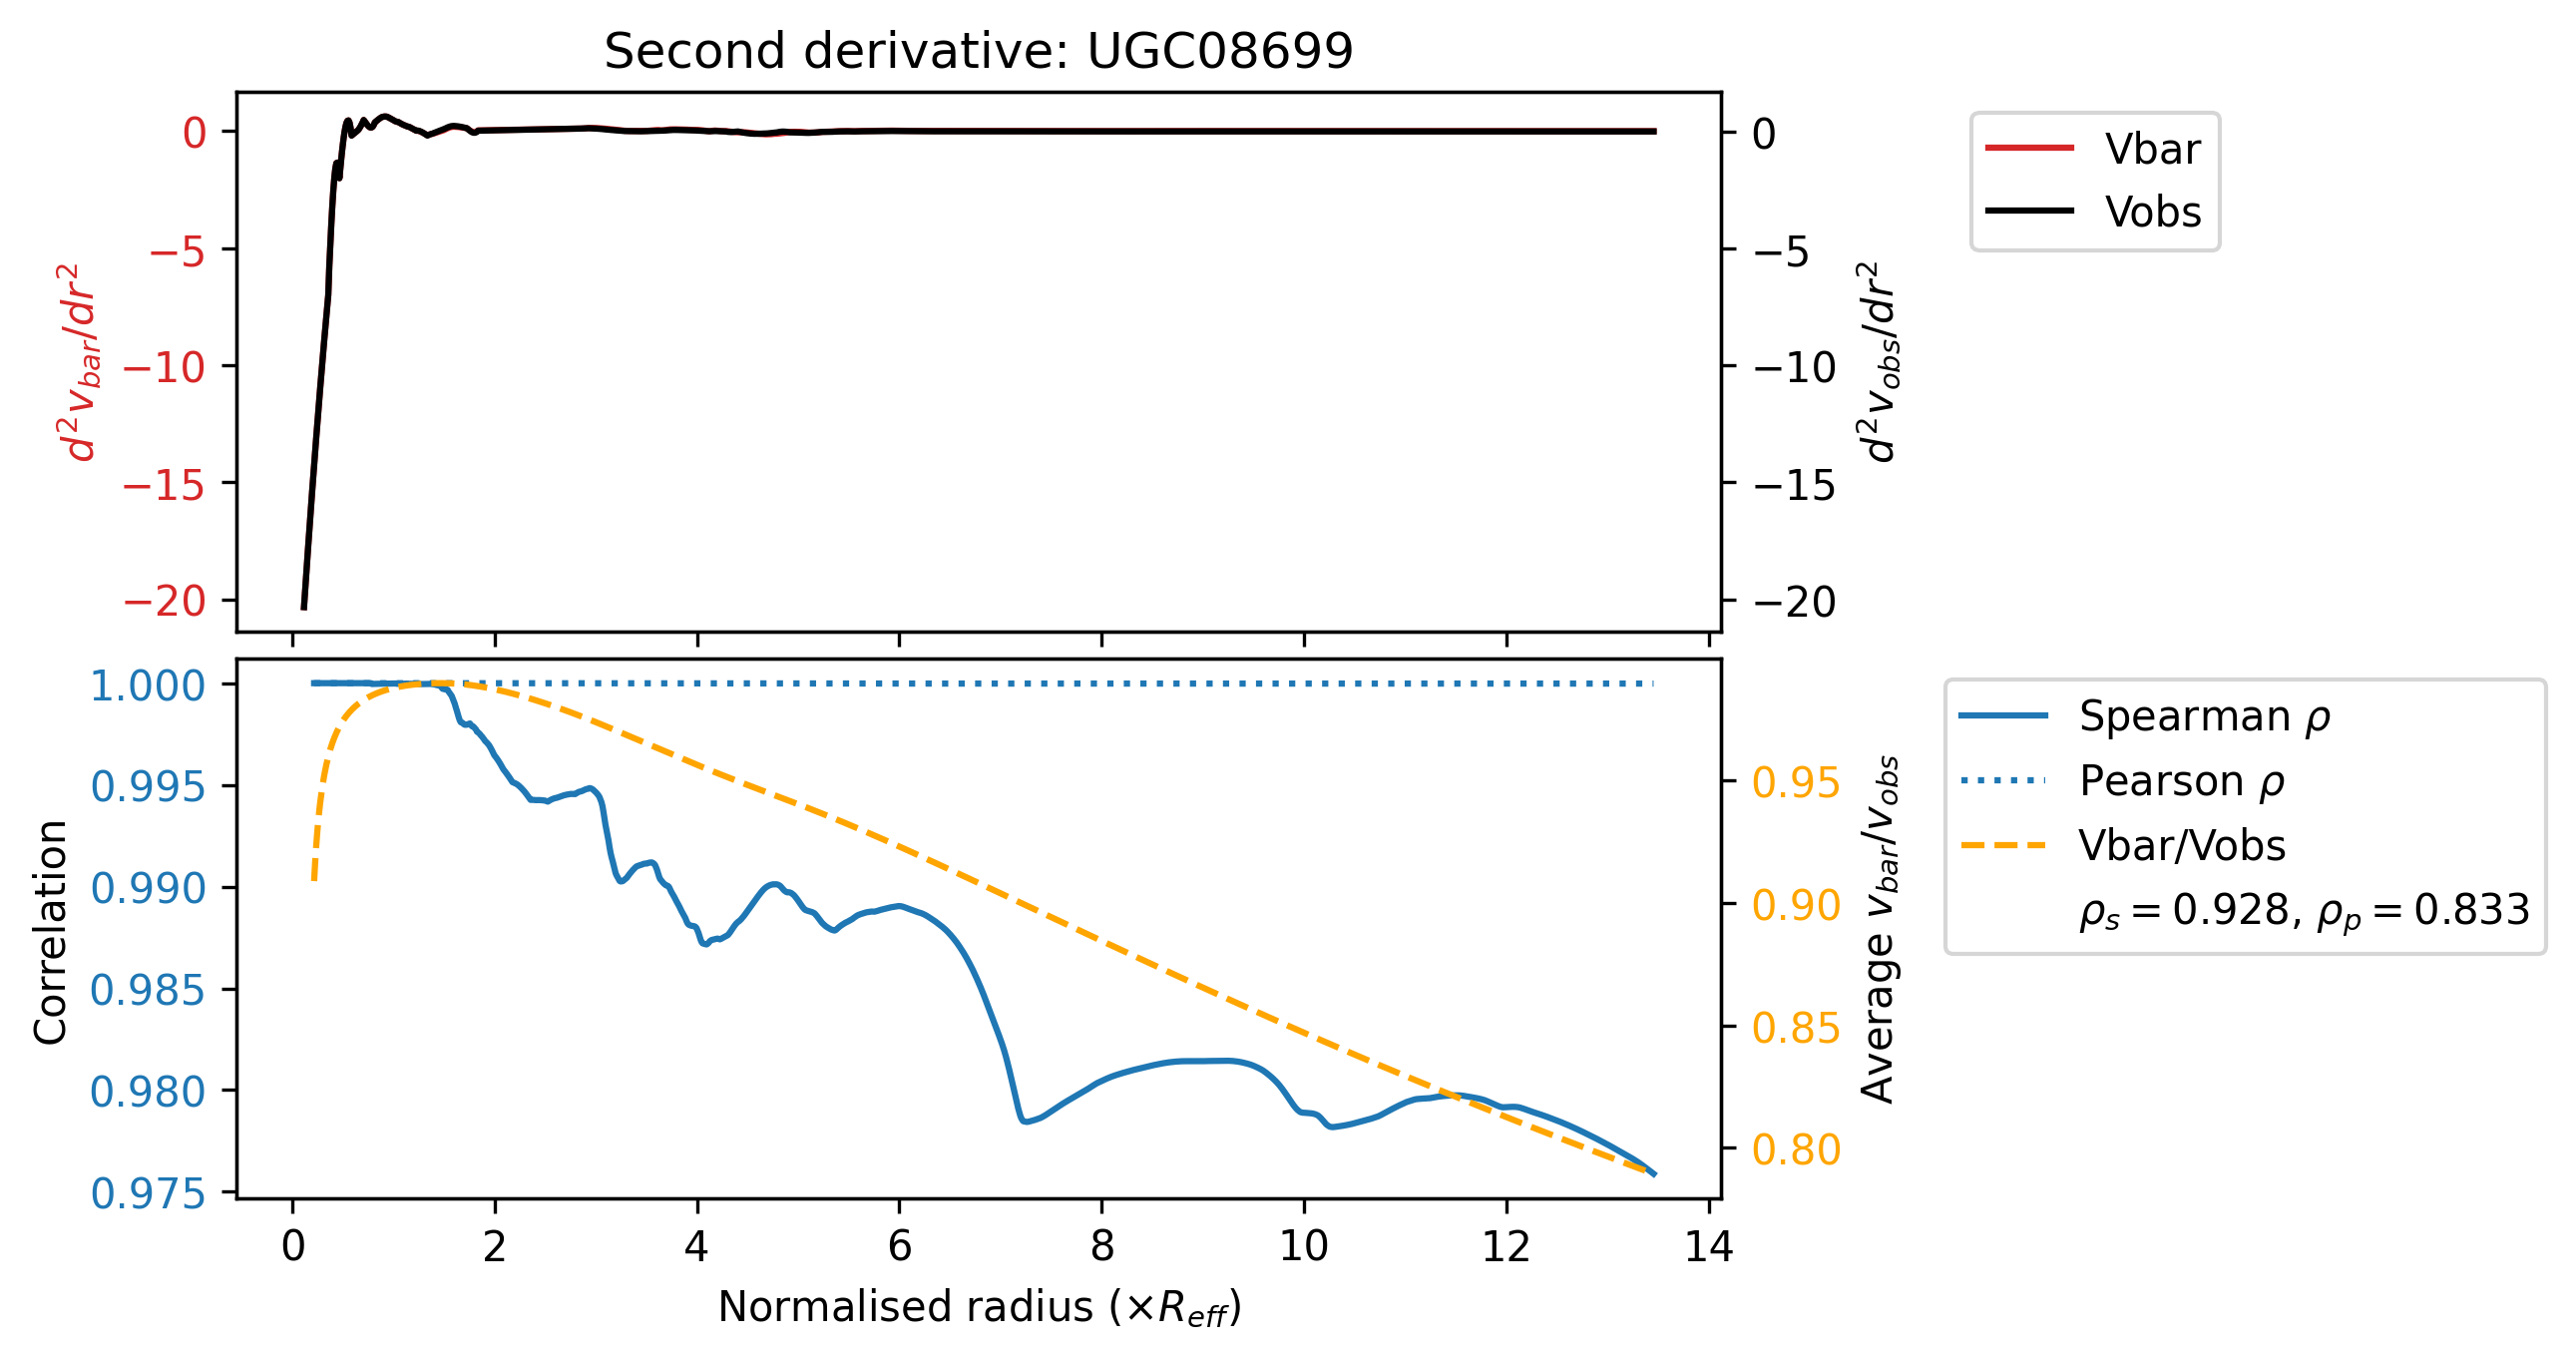 Second derivative: UGC08699
0
−5
−10
−15
−20
d²v_bar/dr²
0
−5
−10
−15
−20
d²v_obs/dr²
Vbar
Vobs
1.000
0.995
0.990
0.985
0.980
0.975
Correlation
0.95
0.90
0.85
0.80
Average v_bar/v_obs
Spearman ρ
Pearson ρ
Vbar/Vobs
ρ_s = 0.928, ρ_p = 0.833
0 2 4 6 8 10 12 14
Normalised radius (×R_eff)